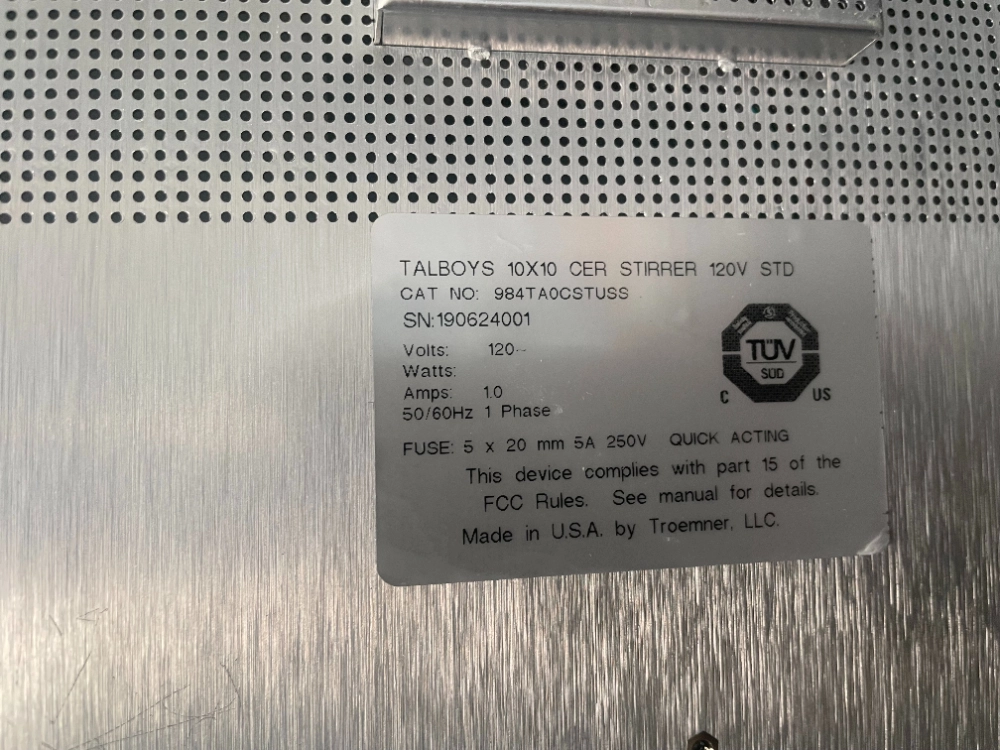 TALBOYS 10X10 CER STIRRER 120V STD
CAT NO: 984TA0CSTUSS
SN:190624001
Volts: 120~
Watts:
Amps: 1.0
50/60Hz 1 Phase
FUSE: 5 x 20 mm 5A 250V QUICK ACTING
This device complies with part 15 of the
FCC Rules. See manual for details.
Made in U.S.A. by Troemner, LLC.
TÜV
SÜD
C US